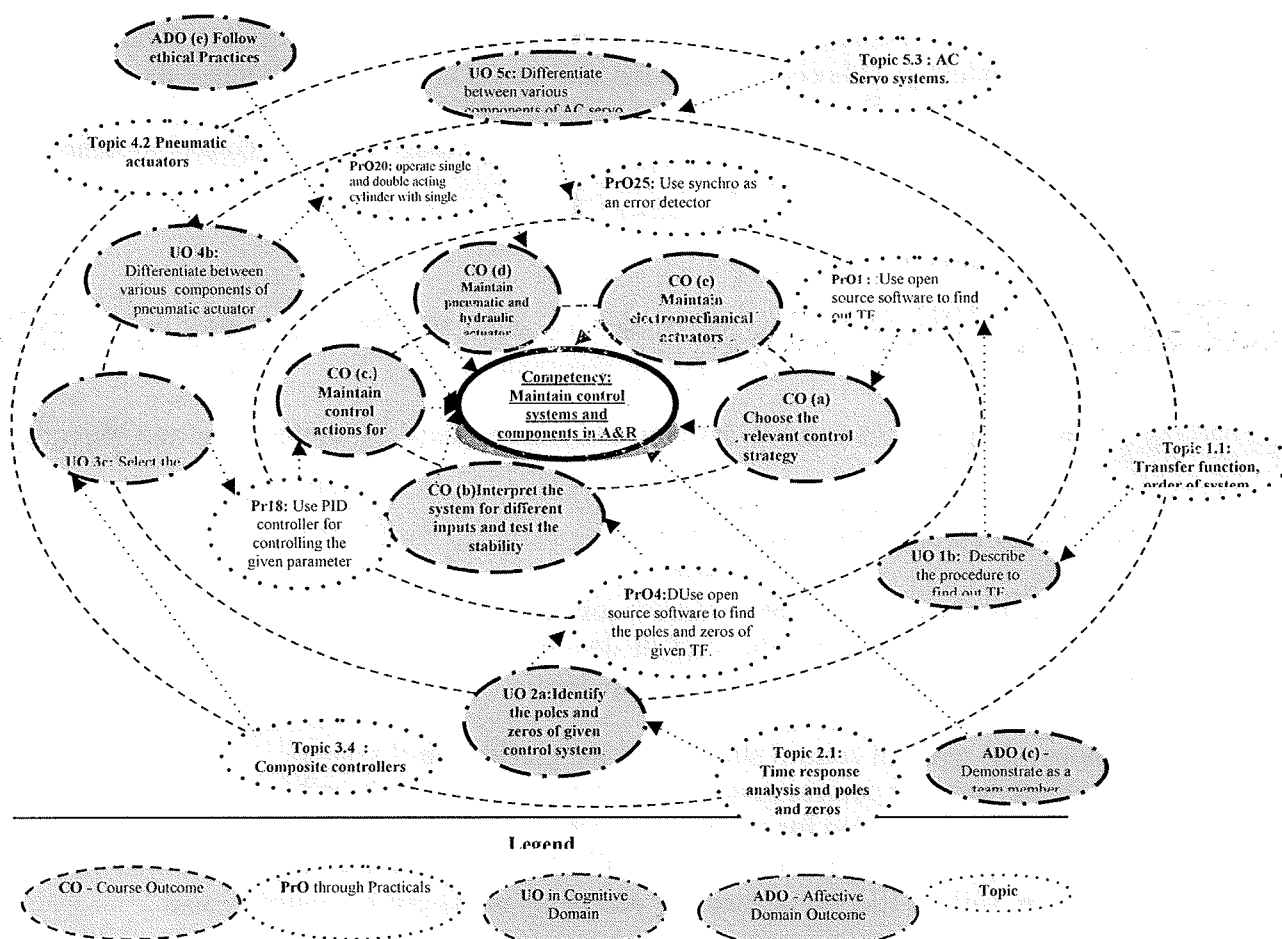 ADO (e) Follow
ethical Practices
UO 5c: Differentiate
between various
components of AC servo
Topic 5.3 : AC
Servo systems.
Topic 4.2 Pneumatic
actuators
PrO20: operate single
and double acting
cylinder with single
PrO25: Use synchro as
an error detector
UO 4b:
Differentiate between
various components of
pneumatic actuator
CO (d)
Maintain
pneumatic and
hydraulic
actuator
CO (e)
Maintain
electromechanical
actuators .
PrO1 : :Use open
source software to find
out TF
CO (c.)
Maintain
control
actions for
Competency:
Maintain control
systems and
components in A&R
CO (a)
Choose the
relevant control
strategy
UO 3c: Select the
Topic 1.1:
Transfer function,
order of system
Pr18: Use PID
controller for
controlling the
given parameter
CO (b)Interpret the
system for different
inputs and test the
stability
UO 1b: Describe
the procedure to
find out TF
PrO4:DUse open
source software to find
the poles and zeros of
given TF.
UO 2a:Identify
the poles and
zeros of given
control system
Topic 3.4 :
Composite controllers
Topic 2.1:
Time response
analysis and poles
and zeros
ADO (c) -
Demonstrate as a
team member
Legend
CO - Course Outcome
PrO through Practicals
UO in Cognitive
Domain
ADO - Affective
Domain Outcome
Topic